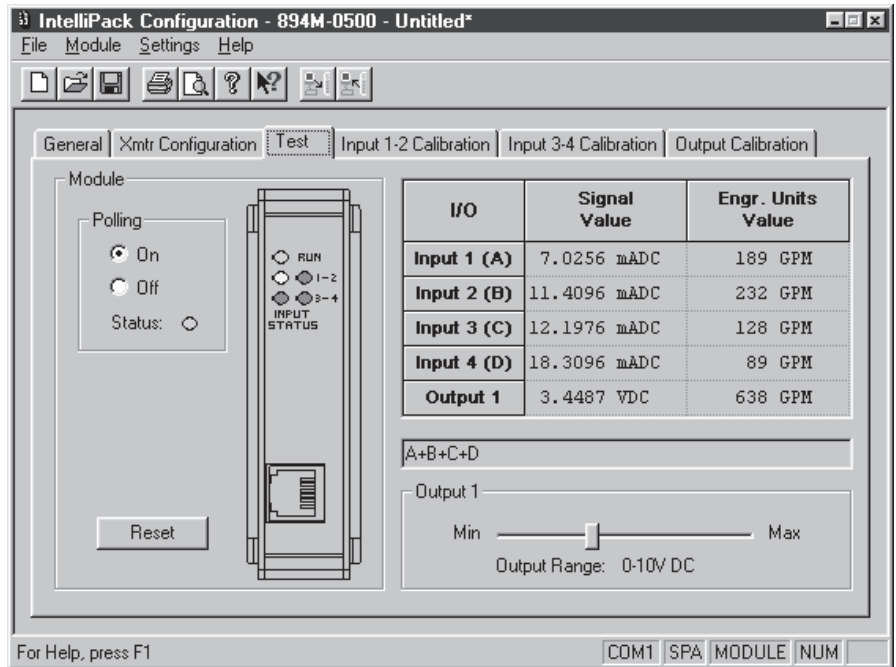 IntelliPack Configuration - 894M-0500 - Untitled*
File Module Settings Help
General Xmtr Configuration Test Input 1-2 Calibration Input 3-4 Calibration Output Calibration
Module
Polling
On
Off
Status:
RUN
1-2
3-4
INPUT
STATUS
Reset
I/O Signal Value Engr. Units Value
Input 1 (A) 7.0256 mADC 189 GPM
Input 2 (B) 11.4096 mADC 232 GPM
Input 3 (C) 12.1976 mADC 128 GPM
Input 4 (D) 18.3096 mADC 89 GPM
Output 1 3.4487 VDC 638 GPM
A+B+C+D
Output 1
Min Max
Output Range: 0-10V DC
For Help, press F1 COM1 SPA MODULE NUM